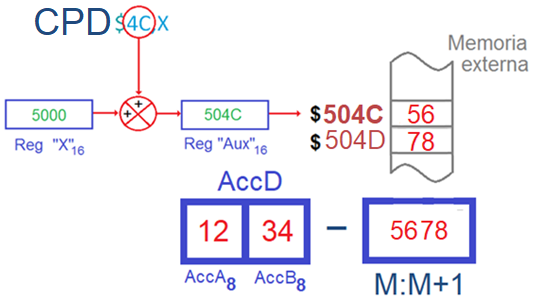 CPD $4C,X
Memoria
externa
+
+
5000
504C
$504C
56
$504D
78
Reg "X"16
Reg "Aux"16
AccD
12
34
−
5678
AccA8
AccB8
M:M+1